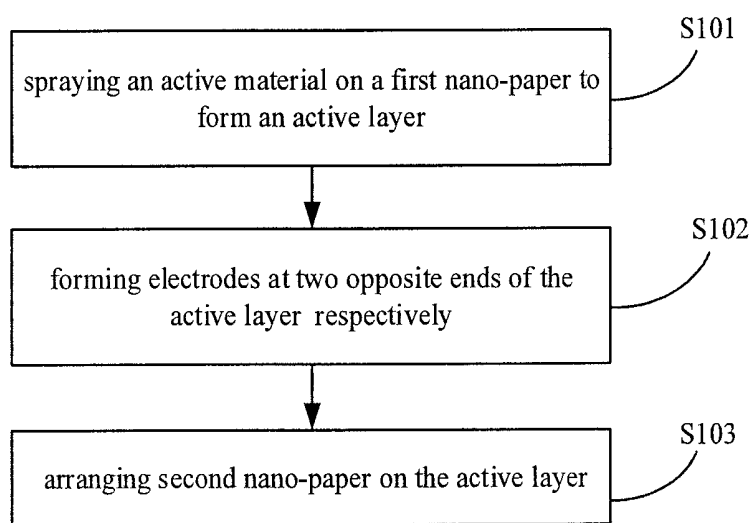 S101
spraying an active material on a first nano-paper to
form an active layer
S102
forming electrodes at two opposite ends of the
active layer respectively
S103
arranging second nano-paper on the active layer